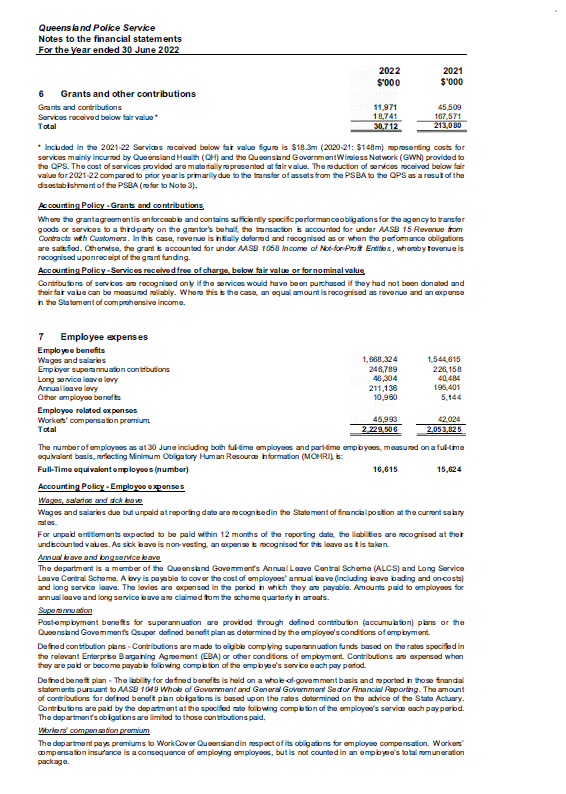 Queensland Police Service
Notes to the financial statements
For the Year ended 30 June 2022
2022 2021
$'000 $'000
6 Grants and other contributions
Grants and contributions 11,971 45,509
Services received below fair value * 18,741 167,571
Total 30,712 213,080
* Included in the 2021-22 Services received below fair value figure is $18.3m (2020-21: $148m) representing costs for
services mainly incurred by Queensland Health (QH) and the Queensland Government Wireless Network (GWN) provided to
the QPS. The cost of services provided are materially represented at fair value. The reduction of services received below fair
value for 2021-22 compared to prior year is primarily due to the transfer of assets from the PSBA to the QPS as a result of the
disestablishment of the PSBA (refer to Note 3).
Accounting Policy - Grants and contributions
Where the grant agreement is enforceable and contains sufficiently specific performance obligations for the agency to transfer
goods or services to a third-party on the grantor's behalf, the transaction is accounted for under AASB 15 Revenue from
Contracts with Customers. In this case, revenue is initially deferred and recognised as or when the performance obligations
are satisfied. Otherwise, the grant is accounted for under AASB 1058 Income of Not-for-Profit Entities, whereby revenue is
recognised upon receipt of the grant funding.
Accounting Policy - Services received free of charge, below fair value or for nominal value
Contributions of services are recognised only if the services would have been purchased if they had not been donated and
their fair value can be measured reliably. Where this is the case, an equal amount is recognised as revenue and an expense
in the Statement of comprehensive income.
7 Employee expenses
Employee benefits
Wages and salaries 1,668,324 1,544,615
Employer superannuation contributions 246,789 226,158
Long service leave levy 46,304 40,484
Annual leave levy 211,136 195,401
Other employee benefits 10,960 5,144
Employee related expenses
Workers' compensation premium 45,993 42,024
Total 2,229,506 2,053,825
The number of employees as at 30 June including both full-time employees and part-time employees, measured on a full-time
equivalent basis, reflecting Minimum Obligatory Human Resource Information (MOHRI), is:
Full-Time equivalent employees (number) 16,615 15,624
Accounting Policy - Employee expenses
Wages, salaries and sick leave
Wages and salaries due but unpaid at reporting date are recognised in the Statement of financial position at the current salary
rates.
For unpaid entitlements expected to be paid within 12 months of the reporting date, the liabilities are recognised at their
undiscounted values. As sick leave is non-vesting, an expense is recognised for this leave as it is taken.
Annual leave and long service leave
The department is a member of the Queensland Government's Annual Leave Central Scheme (ALCS) and Long Service
Leave Central Scheme. A levy is payable to cover the cost of employees' annual leave (including leave loading and on-costs)
and long service leave. The levies are expensed in the period in which they are payable. Amounts paid to employees for
annual leave and long service leave are claimed from the scheme quarterly in arrears.
Superannuation
Post-employment benefits for superannuation are provided through defined contribution (accumulation) plans or the
Queensland Government's Qsuper defined benefit plan as determined by the employee's conditions of employment.
Defined contribution plans - Contributions are made to eligible complying superannuation funds based on the rates specified in
the relevant Enterprise Bargaining Agreement (EBA) or other conditions of employment. Contributions are expensed when
they are paid or become payable following completion of the employee's service each pay period.
Defined benefit plan - The liability for defined benefits is held on a whole-of-government basis and reported in those financial
statements pursuant to AASB 1049 Whole of Government and General Government Sector Financial Reporting. The amount
of contributions for defined benefit plan obligations is based upon the rates determined on the advice of the State Actuary.
Contributions are paid by the department at the specified rate following completion of the employee's service each pay period.
The department's obligations are limited to those contributions paid.
Workers' compensation premium
The department pays premiums to WorkCover Queensland in respect of its obligations for employee compensation. Workers'
compensation insurance is a consequence of employing employees, but is not counted in an employee's total remuneration
package.